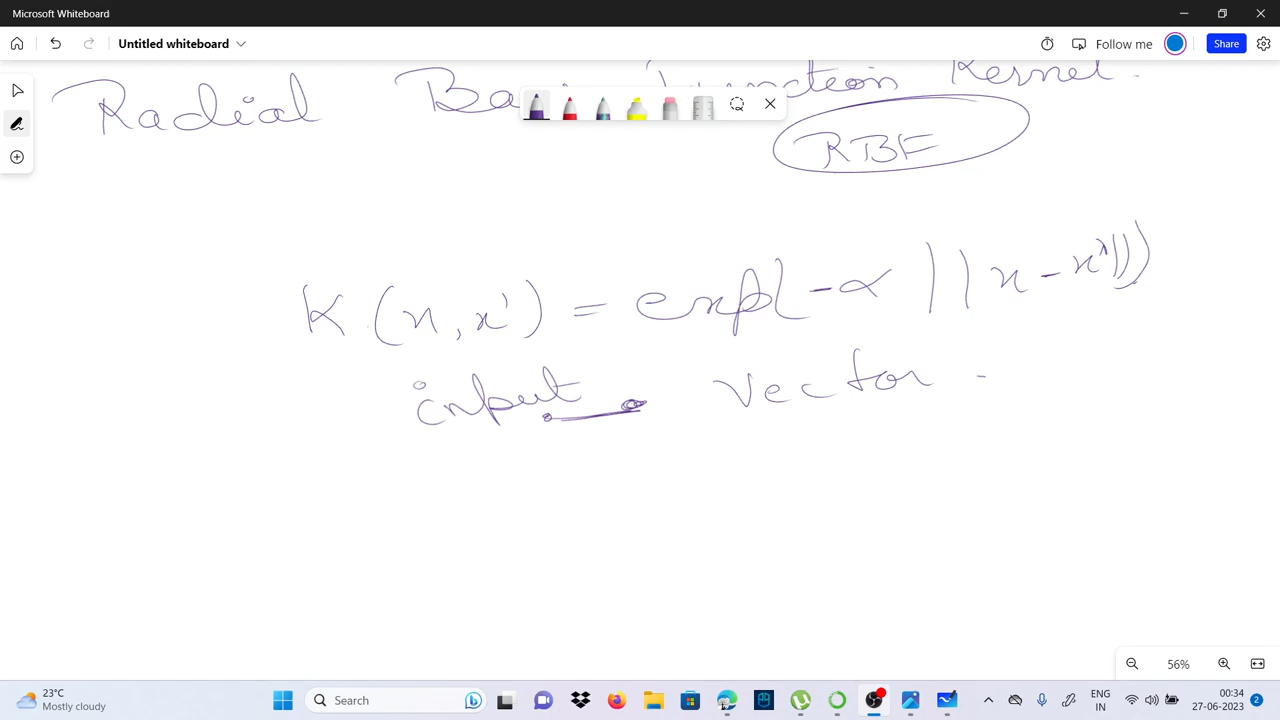 Microsoft Whiteboard
Untitled whiteboard
Follow me
Share
Radial Function Kernel.
RBF
K(x, x') = exp(-α ||x - x'||)
input vector -
56%
23°C
Mostly cloudy
Search
ENG
IN
00:34
27-06-2023
2